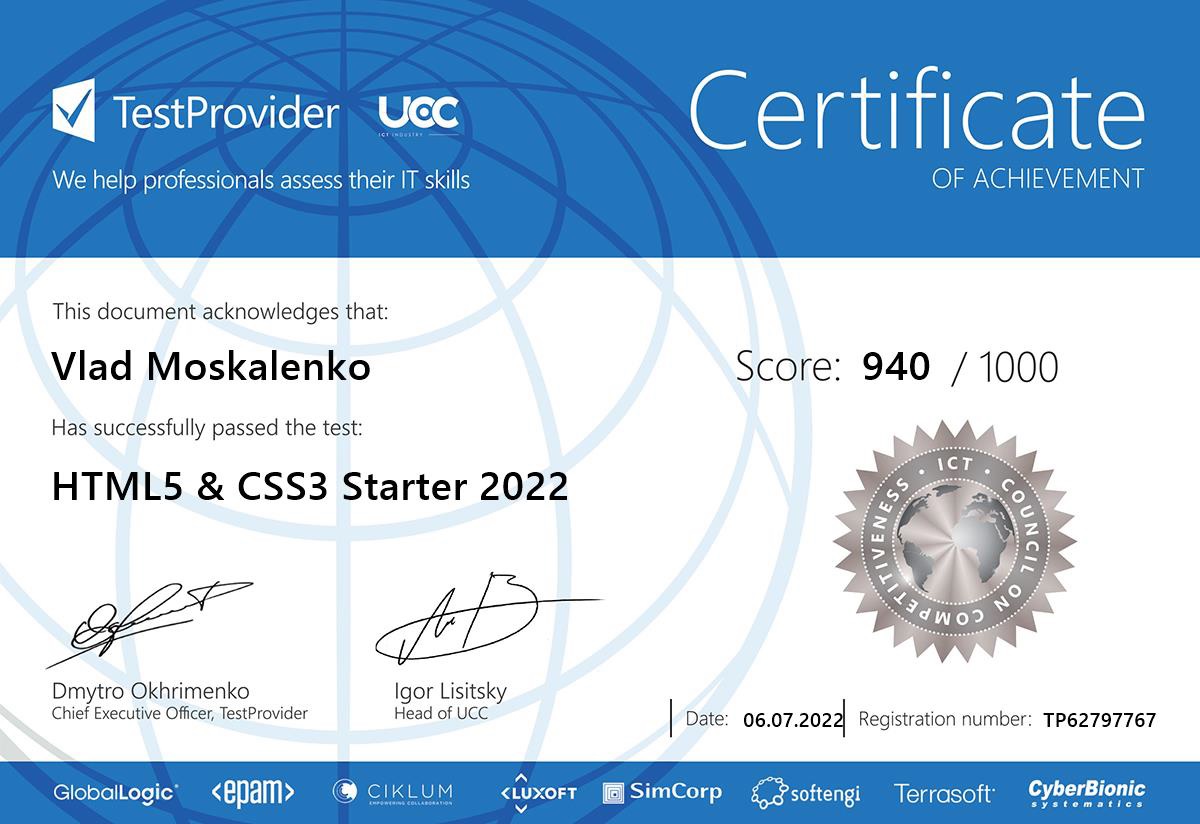 TestProvider
UCC
ICT INDUSTRY
We help professionals assess their IT skills
Certificate
OF ACHIEVEMENT
This document acknowledges that:
Vlad Moskalenko
Score: 940 / 1000
Has successfully passed the test:
HTML5 & CSS3 Starter 2022
· ICT · COUNCIL ON COMPETITIVENESS
Dmytro Okhrimenko
Chief Executive Officer, TestProvider
Igor Lisitsky
Head of UCC
Date: 06.07.2022
Registration number: TP62797767
GlobalLogic®
<epam>
CIKLUM
EMPOWERING COLLABORATION
<LUXOFT
SimCorp
softengi
Terrasoft
CyberBionic
systematics